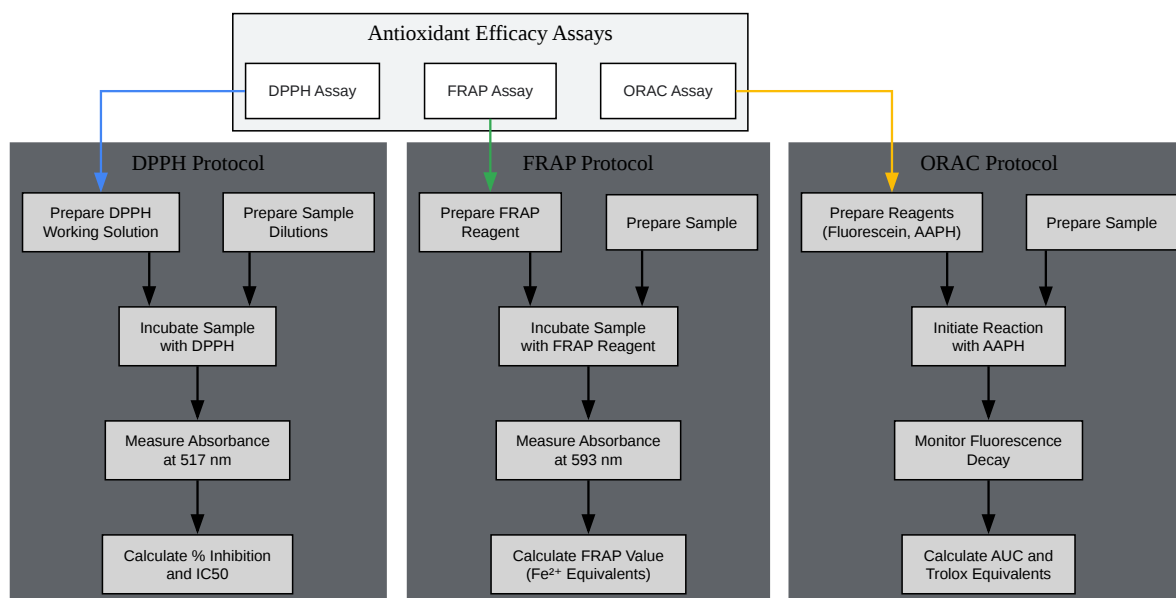 Antioxidant Efficacy Assays
DPPH Assay
FRAP Assay
ORAC Assay
DPPH Protocol
Prepare DPPH
Working Solution
Prepare Sample
Dilutions
Incubate Sample
with DPPH
Measure Absorbance
at 517 nm
Calculate % Inhibition
and IC50
FRAP Protocol
Prepare FRAP
Reagent
Prepare Sample
Incubate Sample
with FRAP Reagent
Measure Absorbance
at 593 nm
Calculate FRAP Value
(Fe²⁺ Equivalents)
ORAC Protocol
Prepare Reagents
(Fluorescein, AAPH)
Prepare Sample
Initiate Reaction
with AAPH
Monitor Fluorescence
Decay
Calculate AUC and
Trolox Equivalents